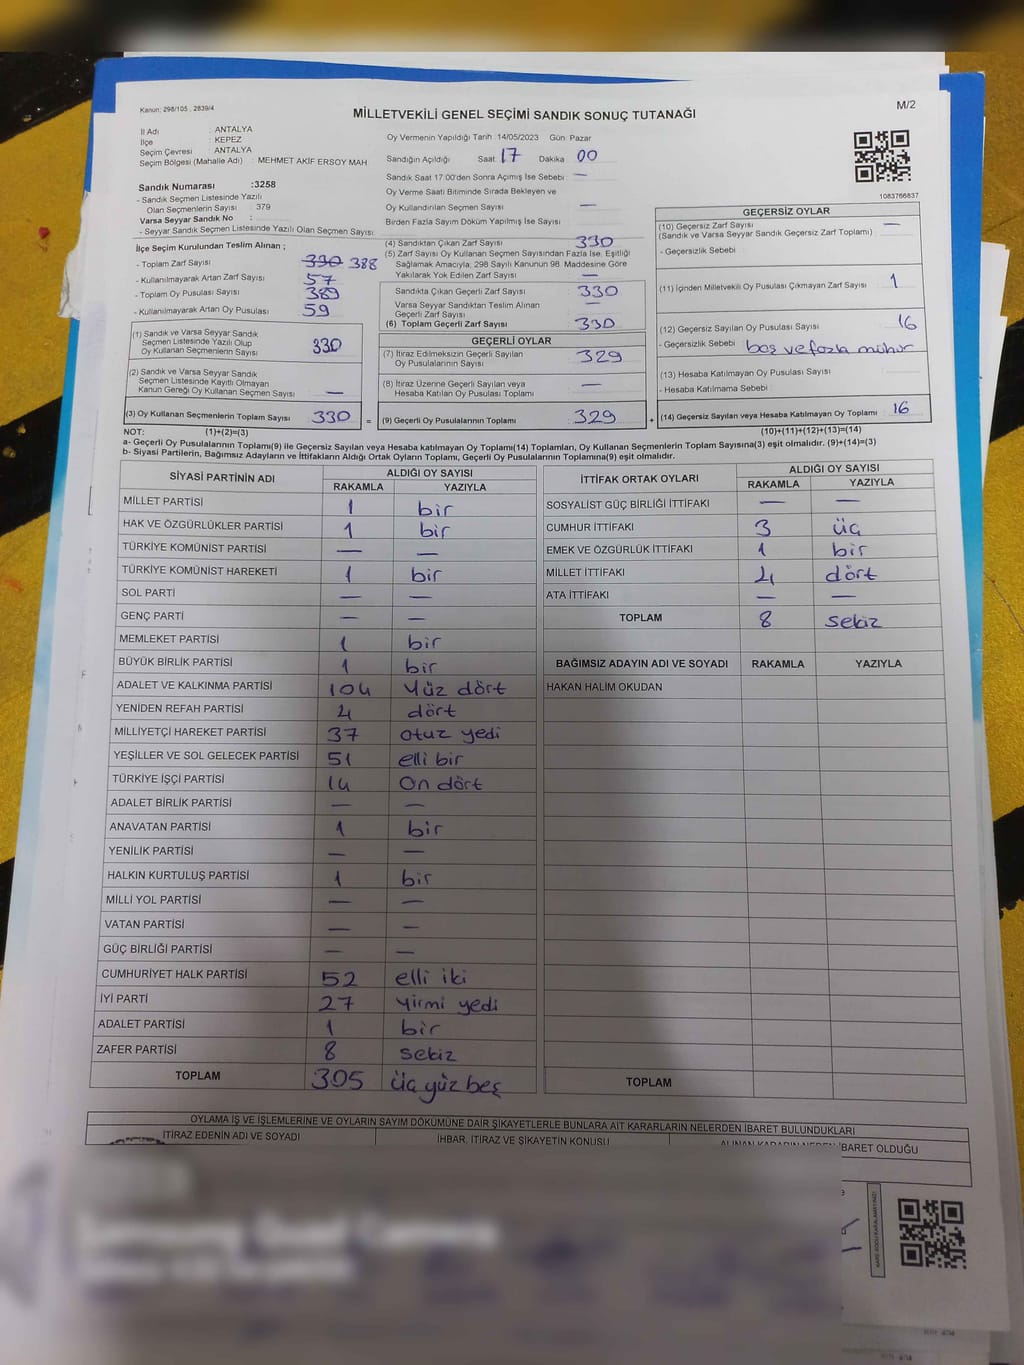 Kanun: 298/105 , 2839/4
M/2
MİLLETVEKİLİ GENEL SEÇİMİ SANDIK SONUÇ TUTANAĞI
İl Adı : ANTALYA
İlçe : KEPEZ
Seçim Çevresi : ANTALYA
Seçim Bölgesi (Mahalle Adı) : MEHMET AKİF ERSOY MAH
Sandık Numarası :3258
- Sandık Seçmen Listesinde Yazılı
Olan Seçmenlerin Sayısı : 379
Varsa Seyyar Sandık No :
- Seyyar Sandık Seçmen Listesinde Yazılı Olan Seçmen Sayısı :
Oy Vermenin Yapıldığı Tarih 14/05/2023 Gün Pazar
Sandığın Açıldığı Saat 17 Dakika 00
Sandık Saat 17:00'den Sonra Açımış İse Sebebi : —
Oy Verme Saati Bitiminde Sırada Bekleyen ve
Oy Kullandırılan Seçmen Sayısı —
Birden Fazla Sayım Döküm Yapılmış İse Sayısı
1083766837
İlçe Seçim Kurulundan Teslim Alınan ;
- Toplam Zarf Sayısı 390 388
- Kullanılmayarak Artan Zarf Sayısı 57
- Toplam Oy Pusulası Sayısı 389
- Kullanılmayarak Artan Oy Pusulası 59
(1) Sandık ve Varsa Seyyar Sandık
Seçmen Listesinde Yazılı Olup
Oy Kullanan Seçmenlerin Sayısı 330
(2) Sandık ve Varsa Seyyar Sandık
Seçmen Listesinde Kayıtlı Olmayan
Kanun Gereği Oy Kullanan Seçmen Sayısı —
(3) Oy Kullanan Seçmenlerin Toplam Sayısı 330 =
(4) Sandıktan Çıkan Zarf Sayısı 330
(5) Zarf Sayısı Oy Kullanan Seçmen Sayısından Fazla İse, Eşitliği
Sağlamak Amacıyla, 298 Sayılı Kanunun 98. Maddesine Göre
Yakılarak Yok Edilen Zarf Sayısı —
Sandıkta Çıkan Geçerli Zarf Sayısı 330
Varsa Seyyar Sandıktan Teslim Alınan
Geçerli Zarf Sayısı —
(6) Toplam Geçerli Zarf Sayısı 330
GEÇERLİ OYLAR
(7) İtiraz Edilmeksizin Geçerli Sayılan
Oy Pusulalarının Sayısı 329
(8) İtiraz Üzerine Geçerli Sayılan veya
Hesaba Katılan Oy Pusulası Toplamı —
(9) Geçerli Oy Pusulalarının Toplamı 329 +
GEÇERSİZ OYLAR
(10) Geçersiz Zarf Sayısı
(Sandık ve Varsa Seyyar Sandık Geçersiz Zarf Toplamı) —
- Geçersizlik Sebebi
(11) İçinden Milletvekili Oy Pusulası Çıkmayan Zarf Sayısı 1
(12) Geçersiz Sayılan Oy Pusulası Sayısı 16
- Geçersizlik Sebebi boş ve fazla mühür
(13) Hesaba Katılmayan Oy Pusulası Sayısı
- Hesaba Katılmama Sebebi
(14) Geçersiz Sayılan veya Hesaba Katılmayan Oy Toplamı 16
NOT: (1)+(2)=(3) (10)+(11)+(12)+(13)=(14)
a- Geçerli Oy Pusulalarının Toplamı(9) ile Geçersiz Sayılan veya Hesaba katılmayan Oy Toplamı(14) Toplamları, Oy Kullanan Seçmenlerin Toplam Sayısına(3) eşit olmalıdır. (9)+(14)=(3)
b- Siyasi Partilerin, Bağımsız Adayların ve İttifakların Aldığı Ortak Oyların Toplamı, Geçerli Oy Pusulalarının Toplamına(9) eşit olmalıdır.
SİYASİ PARTİNİN ADI ALDIĞI OY SAYISI
RAKAMLA YAZIYLA
MİLLET PARTİSİ 1 bir
HAK VE ÖZGÜRLÜKLER PARTİSİ 1 bir
TÜRKİYE KOMÜNİST PARTİSİ — —
TÜRKİYE KOMÜNİST HAREKETİ 1 bir
SOL PARTİ — —
GENÇ PARTİ — —
MEMLEKET PARTİSİ 1 bir
BÜYÜK BİRLİK PARTİSİ 1 bir
ADALET VE KALKINMA PARTİSİ 104 Yüz dört
YENİDEN REFAH PARTİSİ 4 dört
MİLLİYETÇİ HAREKET PARTİSİ 37 otuz yedi
YEŞİLLER VE SOL GELECEK PARTİSİ 51 elli bir
TÜRKİYE İŞÇİ PARTİSİ 14 On dört
ADALET BİRLİK PARTİSİ — —
ANAVATAN PARTİSİ 1 bir
YENİLİK PARTİSİ — —
HALKIN KURTULUŞ PARTİSİ 1 bir
MİLLİ YOL PARTİSİ — —
VATAN PARTİSİ — —
GÜÇ BİRLİĞİ PARTİSİ — —
CUMHURİYET HALK PARTİSİ 52 elli iki
İYİ PARTİ 27 yirmi yedi
ADALET PARTİSİ 1 bir
ZAFER PARTİSİ 8 sekiz
TOPLAM 305 üç yüz beş
İTTİFAK ORTAK OYLARI ALDIĞI OY SAYISI
RAKAMLA YAZIYLA
SOSYALİST GÜÇ BİRLİĞİ İTTİFAKI — —
CUMHUR İTTİFAKI 3 üç
EMEK VE ÖZGÜRLÜK İTTİFAKI 1 bir
MİLLET İTTİFAKI 4 dört
ATA İTTİFAKI — —
TOPLAM 8 sekiz
BAĞIMSIZ ADAYIN ADI VE SOYADI RAKAMLA YAZIYLA
HAKAN HALİM OKUDAN
TOPLAM
OYLAMA İŞ VE İŞLEMLERİNE VE OYLARIN SAYIM DÖKÜMÜNE DAİR ŞİKAYETLERLE BUNLARA AİT KARARLARIN NELERDEN İBARET BULUNDUKLARI
İTİRAZ EDENİN ADI VE SOYADI İHBAR, İTİRAZ VE ŞİKAYETİN KONUSU ALINAN KARARIN NEDEN İBARET OLDUĞU